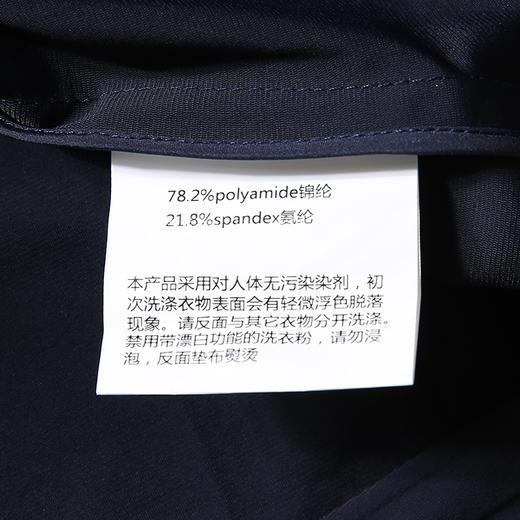 78.2%polyamide锦纶
21.8%spandex氨纶
本产品采用对人体无污染染剂，初
次洗涤衣物表面会有轻微浮色脱落
现象。请反面与其它衣物分开洗涤。
禁用带漂白功能的洗衣粉，请勿浸
泡，反面垫布熨烫